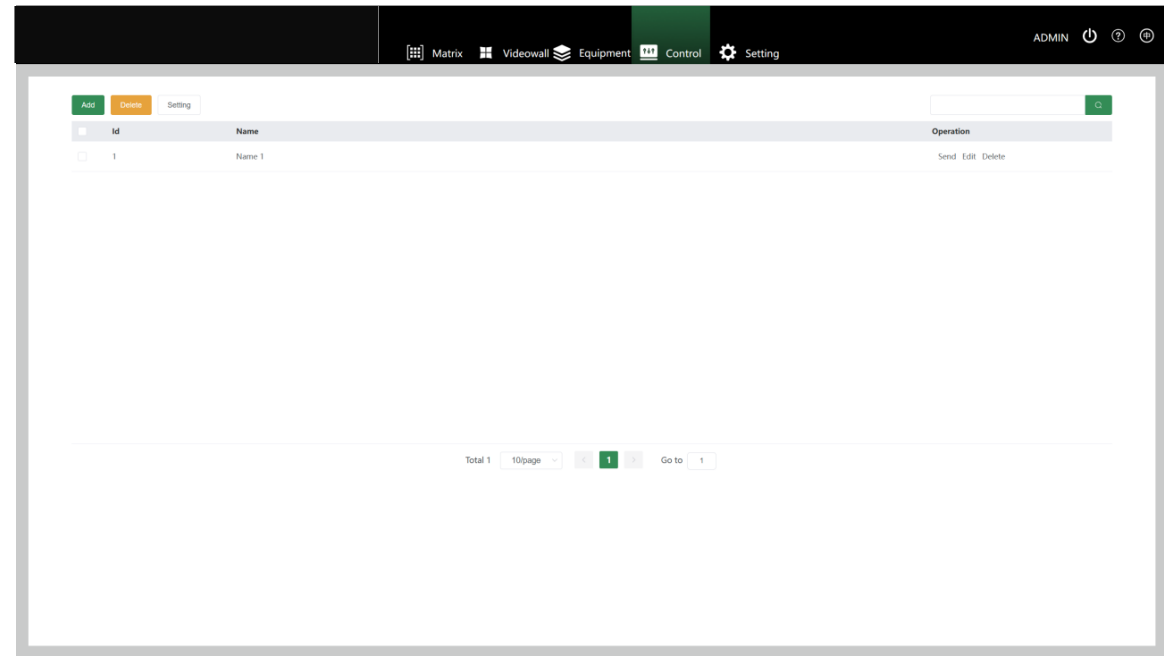 Matrix Videowall Equipment Control Setting ADMIN ? 中
Add Delete Setting
Id Name Operation
1 Name 1 Send Edit Delete
Total 1 10/page < 1 > Go to 1